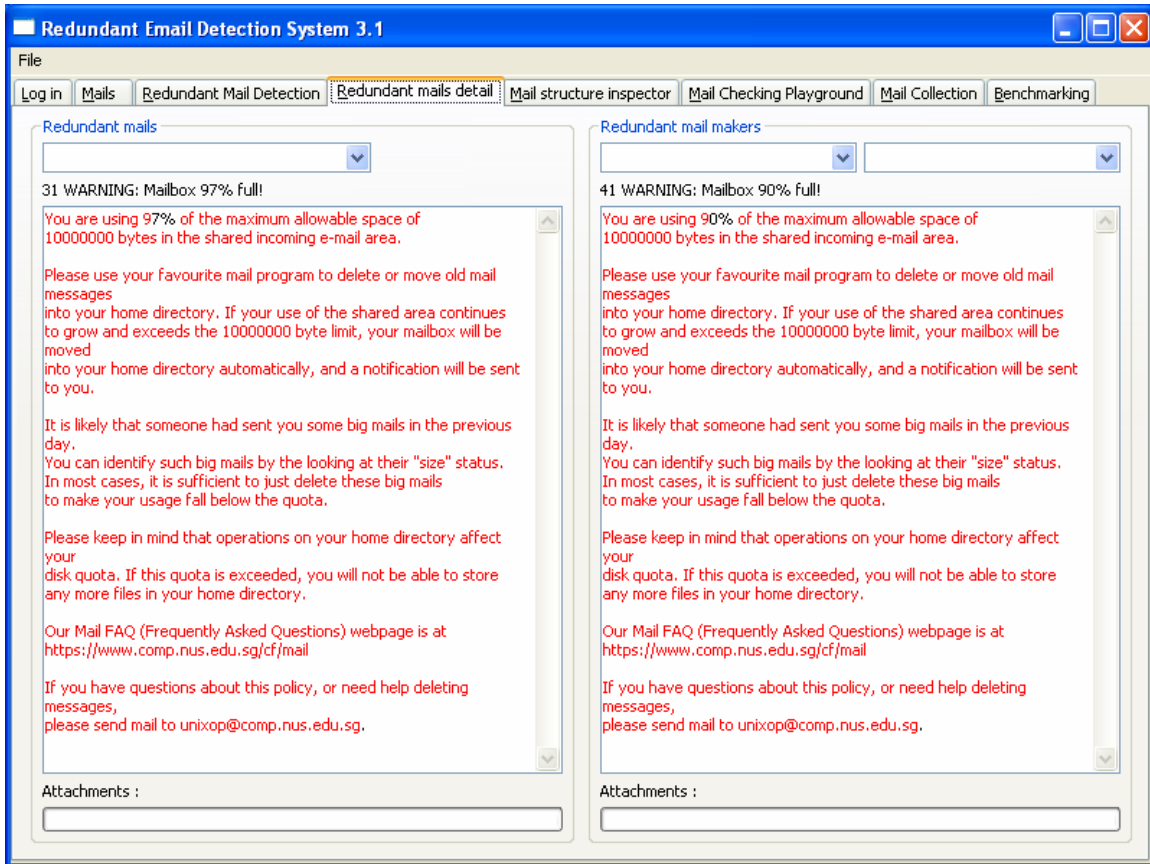 Redundant Email Detection System 3.1
File
Log in Mails Redundant Mail Detection Redundant mails detail Mail structure inspector Mail Checking Playground Mail Collection Benchmarking
Redundant mails
31 WARNING: Mailbox 97% full!
You are using 97% of the maximum allowable space of
10000000 bytes in the shared incoming e-mail area.
Please use your favourite mail program to delete or move old mail
messages
into your home directory. If your use of the shared area continues
to grow and exceeds the 10000000 byte limit, your mailbox will be
moved
into your home directory automatically, and a notification will be sent
to you.
It is likely that someone had sent you some big mails in the previous
day.
You can identify such big mails by the looking at their "size" status.
In most cases, it is sufficient to just delete these big mails
to make your usage fall below the quota.
Please keep in mind that operations on your home directory affect
your
disk quota. If this quota is exceeded, you will not be able to store
any more files in your home directory.
Our Mail FAQ (Frequently Asked Questions) webpage is at
https://www.comp.nus.edu.sg/cf/mail
If you have questions about this policy, or need help deleting
messages,
please send mail to unixop@comp.nus.edu.sg.
Attachments :
Redundant mail makers
41 WARNING: Mailbox 90% full!
You are using 90% of the maximum allowable space of
10000000 bytes in the shared incoming e-mail area.
Please use your favourite mail program to delete or move old mail
messages
into your home directory. If your use of the shared area continues
to grow and exceeds the 10000000 byte limit, your mailbox will be
moved
into your home directory automatically, and a notification will be sent
to you.
It is likely that someone had sent you some big mails in the previous
day.
You can identify such big mails by the looking at their "size" status.
In most cases, it is sufficient to just delete these big mails
to make your usage fall below the quota.
Please keep in mind that operations on your home directory affect
your
disk quota. If this quota is exceeded, you will not be able to store
any more files in your home directory.
Our Mail FAQ (Frequently Asked Questions) webpage is at
https://www.comp.nus.edu.sg/cf/mail
If you have questions about this policy, or need help deleting
messages,
please send mail to unixop@comp.nus.edu.sg.
Attachments :